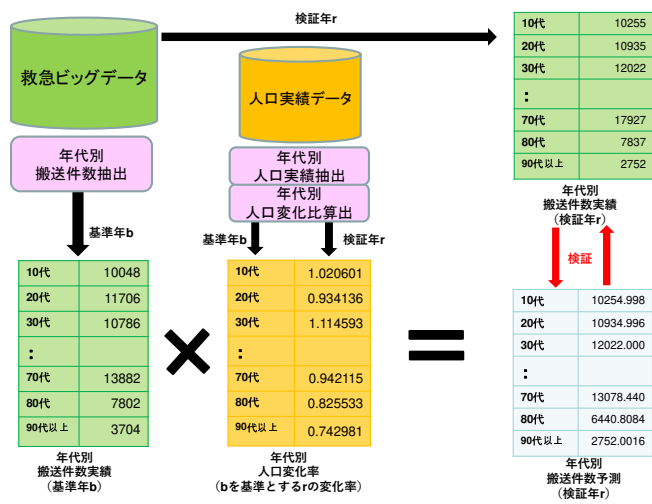 検証年r
救急ビッグデータ
人口実績データ
年代別
搬送件数抽出
年代別
人口実績抽出
年代別
人口変化比算出
基準年b
基準年b
検証年r
10代 10255
20代 10935
30代 12022
:
70代 17927
80代 7837
90代以上 2752
年代別
搬送件数実績
(検証年r)
検証
10代 10048
20代 11706
30代 10786
:
70代 13882
80代 7802
90代以上 3704
年代別
搬送件数実績
(基準年b)
×
10代 1.020601
20代 0.934136
30代 1.114593
:
70代 0.942115
80代 0.825533
90代以上 0.742981
年代別
人口変化率
(bを基準とするrの変化率)
=
10代 10254.998
20代 10934.996
30代 12022.000
:
70代 13078.440
80代 6440.8084
90代以上 2752.0016
年代別
搬送件数予測
(検証年r)